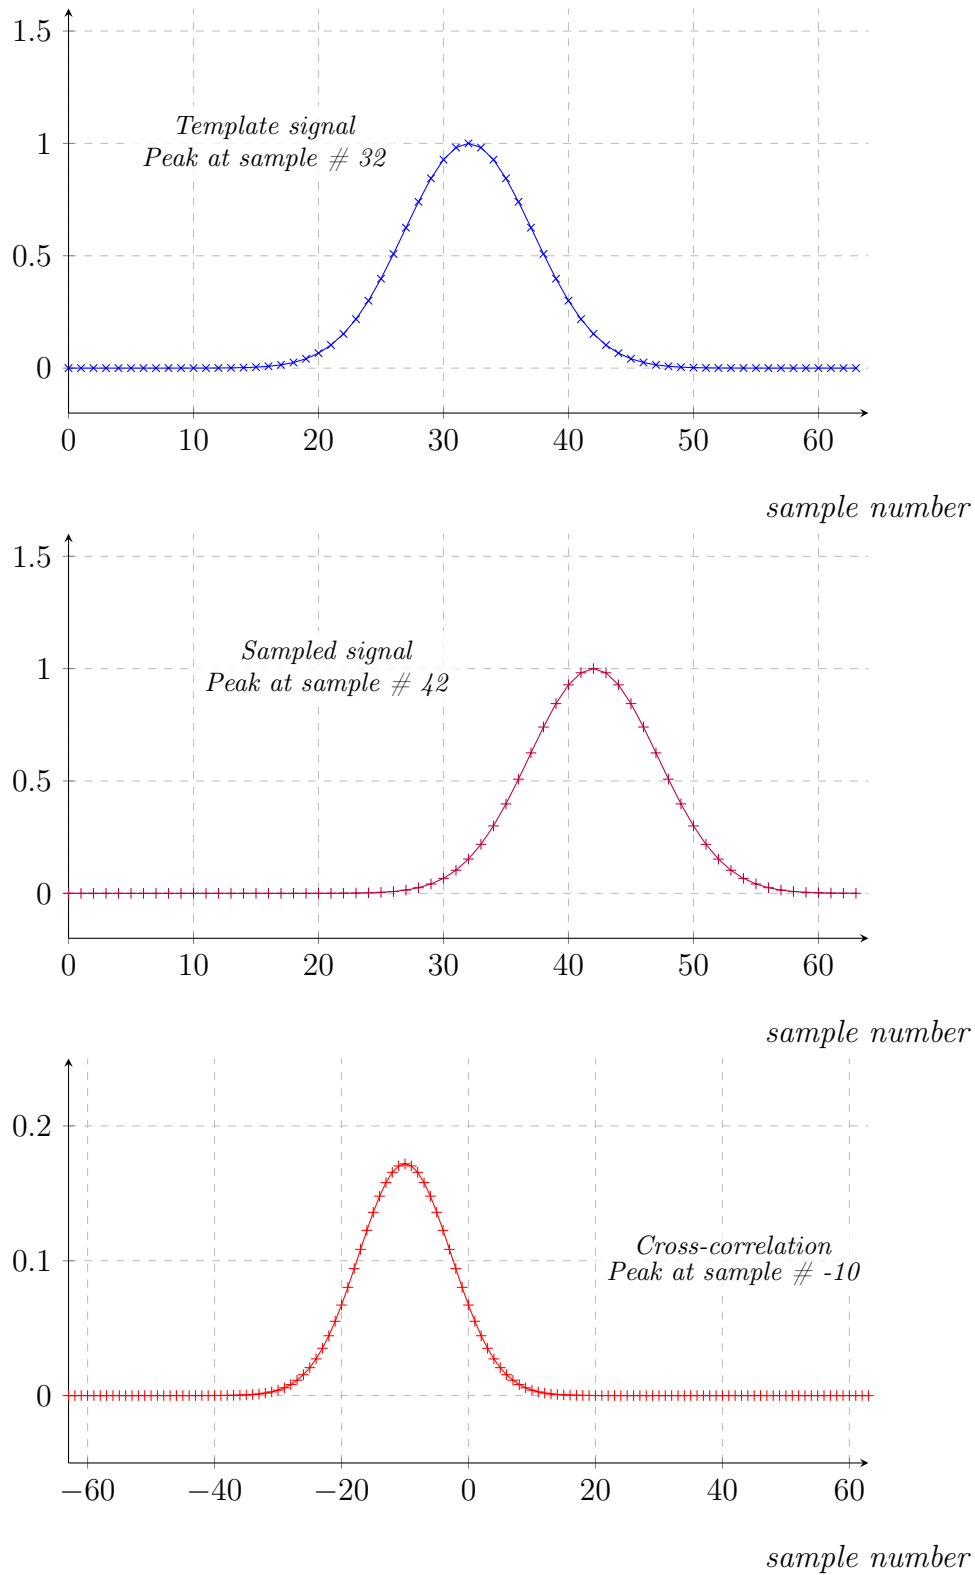 1.5
Template signal
Peak at sample # 32
1
0.5
0
0 10 20 30 40 50 60
sample number
1.5
Sampled signal
Peak at sample # 42
1
0.5
0
0 10 20 30 40 50 60
sample number
0.2
Cross-correlation
Peak at sample # -10
0.1
0
−60 −40 −20 0 20 40 60
sample number